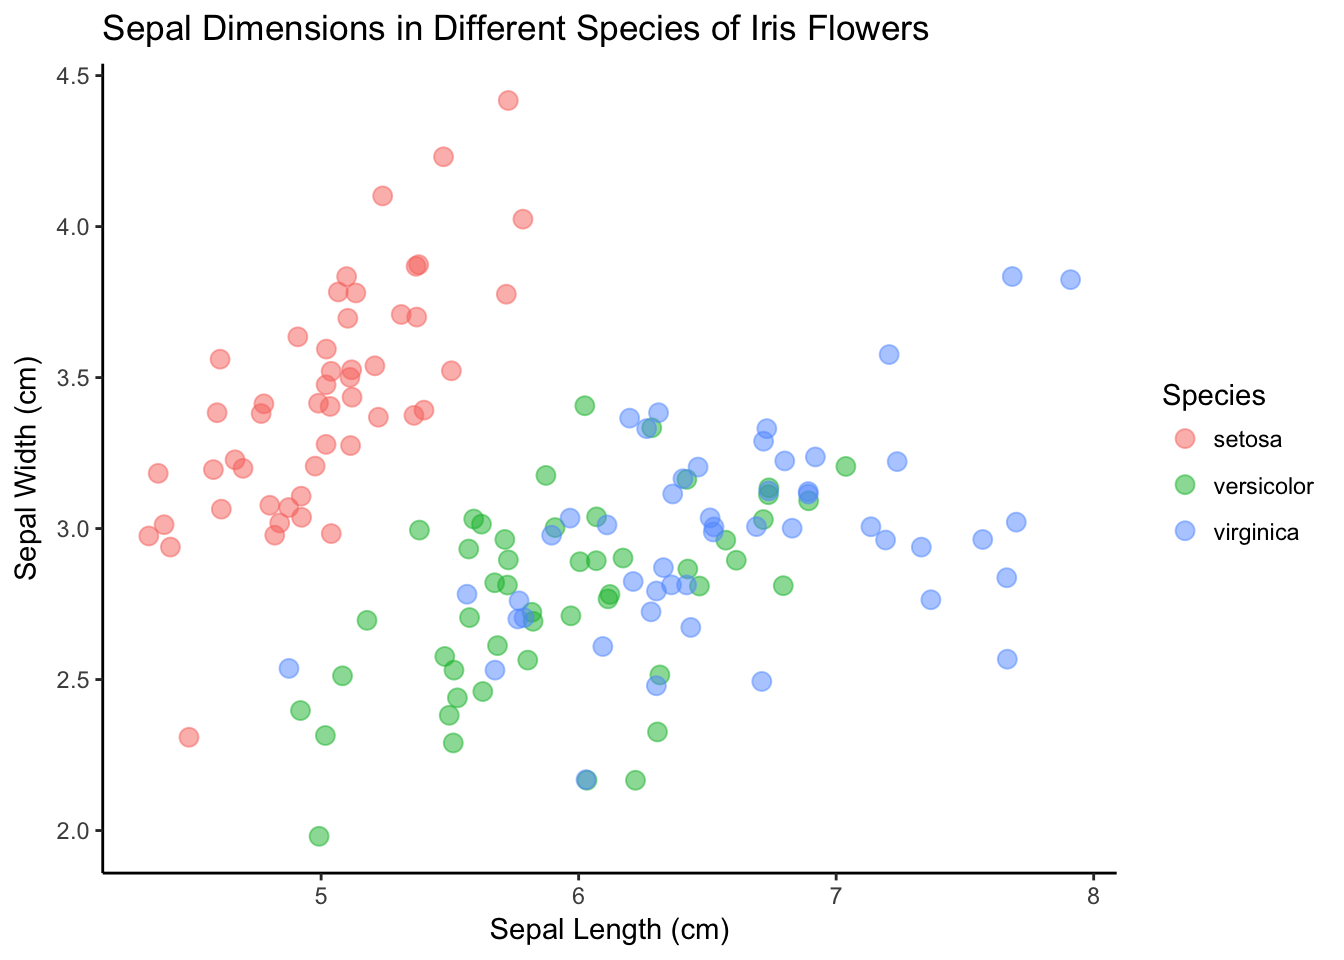 Sepal Dimensions in Different Species of Iris Flowers
4.5
4.0
3.5
3.0
2.5
2.0
Sepal Width (cm)
5 6 7 8
Sepal Length (cm)
Species
setosa
versicolor
virginica